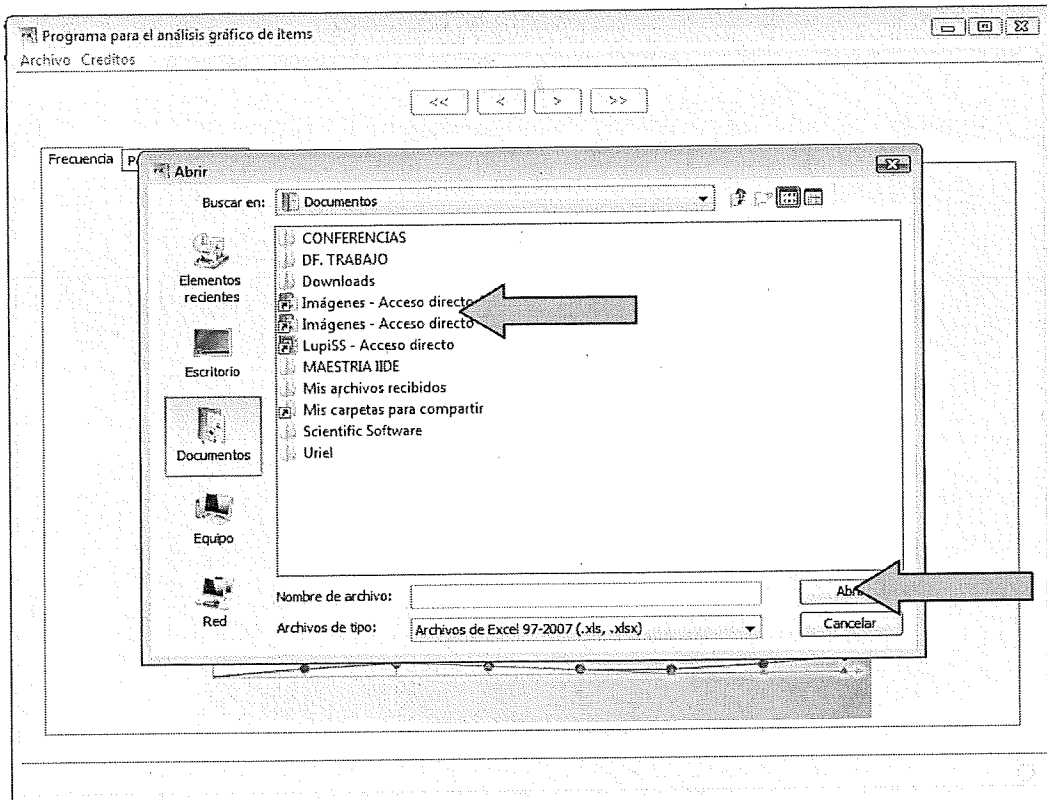 Programa para el análisis gráfico de items
Archivo Creditos
<< < > >>
Frecuencia
Abrir
Buscar en: Documentos
Elementos recientes
Escritorio
Documentos
Equipo
Red
CONFERENCIAS
DF. TRABAJO
Downloads
Imágenes - Acceso directo
Imágenes - Acceso directo
LupiSS - Acceso directo
MAESTRIA IIDE
Mis archivos recibidos
Mis carpetas para compartir
Scientific Software
Uriel
Nombre de archivo:
Archivos de tipo: Archivos de Excel 97-2007 (.xls, .xlsx)
Cancelar